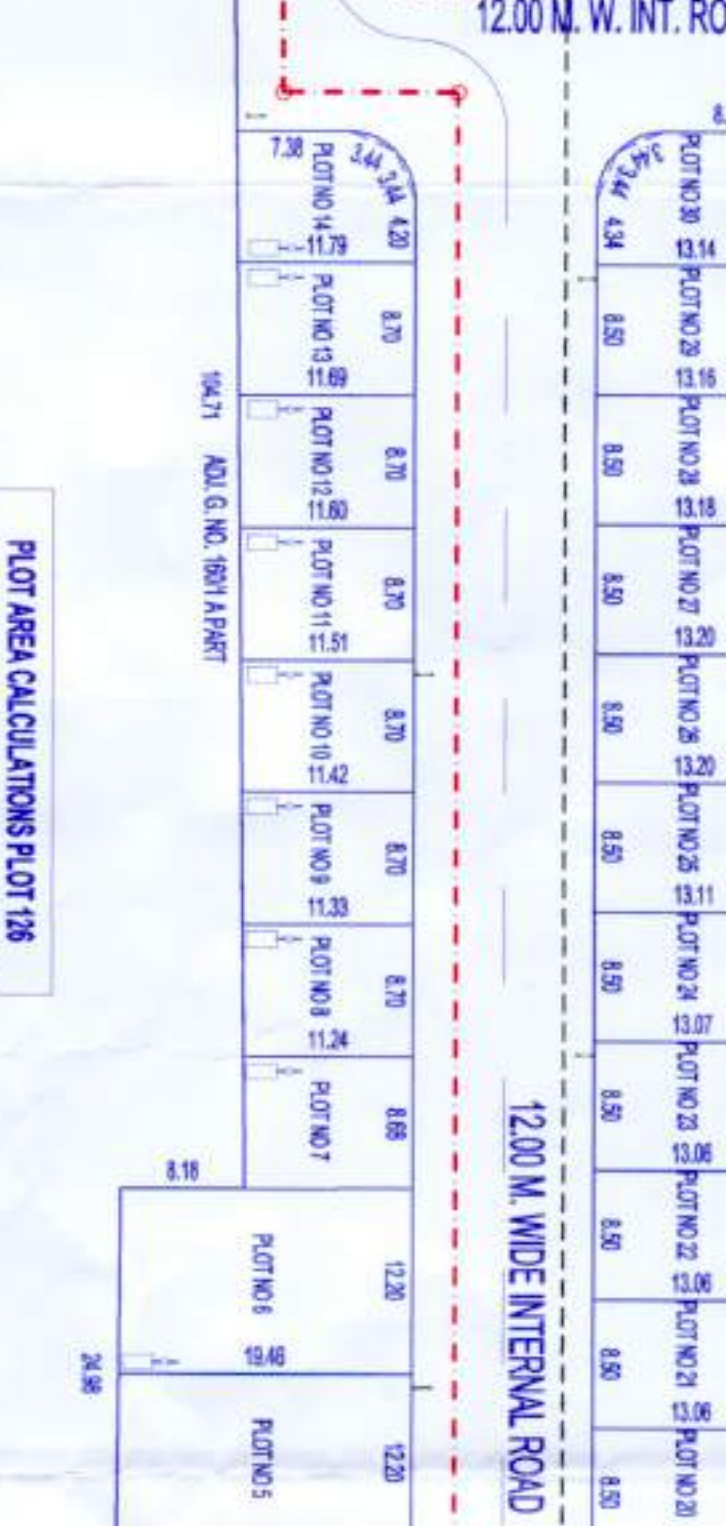 12.00 M. W. INT. RO
7.38
PLOT NO 14
3.44
3.44
4.20
11.79
PLOT NO 13
8.70
11.69
PLOT NO 12
8.70
11.60
PLOT NO 11
8.70
11.51
PLOT NO 10
8.70
11.42
PLOT NO 9
8.70
11.33
PLOT NO 8
8.70
11.24
PLOT NO 7
8.68
8.18
PLOT NO 6
12.20
19.46
24.98
PLOT NO 5
12.20
104.71 ADJ. G. NO. 160/1 A PART
PLOT AREA CALCULATIONS PLOT 126
12.00 M. WIDE INTERNAL ROAD
8.
3.44
3.44
PLOT NO 30
4.34
13.14
PLOT NO 29
8.50
13.16
PLOT NO 28
8.50
13.18
PLOT NO 27
8.50
13.20
PLOT NO 26
8.50
13.20
PLOT NO 25
8.50
13.11
PLOT NO 24
8.50
13.07
PLOT NO 23
8.50
13.06
PLOT NO 22
8.50
13.06
PLOT NO 21
8.50
13.06
PLOT NO 20
8.50